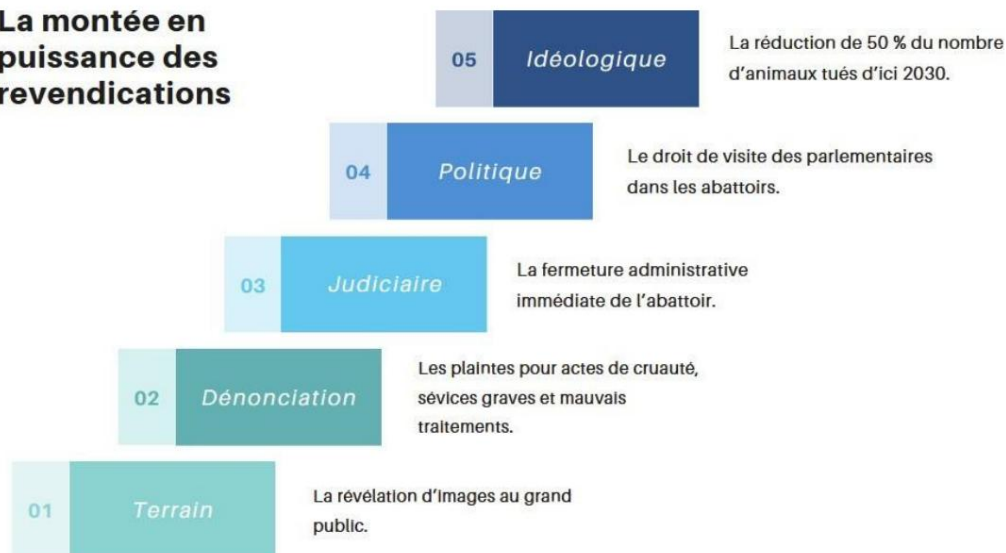 La montée en
puissance des
revendications
05
Idéologique
La réduction de 50 % du nombre
d'animaux tués d'ici 2030.
04
Politique
Le droit de visite des parlementaires
dans les abattoirs.
03
Judiciaire
La fermeture administrative
immédiate de l'abattoir.
02
Dénonciation
Les plaintes pour actes de cruauté,
sévices graves et mauvais
traitements.
01
Terrain
La révélation d'images au grand
public.